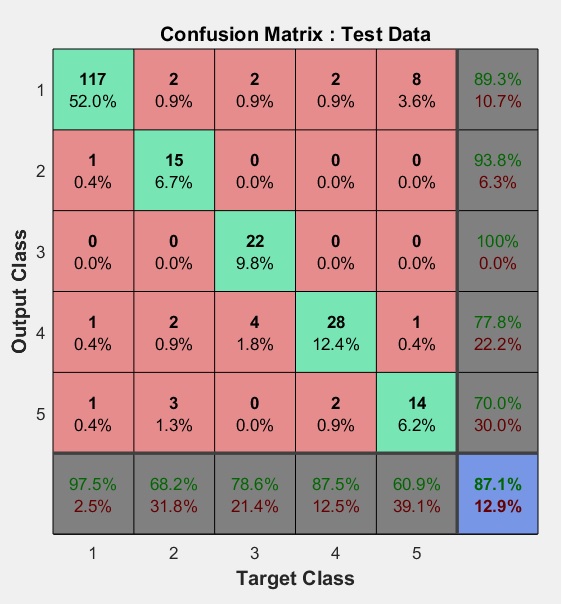 Confusion Matrix : Test Data
1 117 2 2 2 8 89.3%
52.0% 0.9% 0.9% 0.9% 3.6% 10.7%
2 1 15 0 0 0 93.8%
0.4% 6.7% 0.0% 0.0% 0.0% 6.3%
3 0 0 22 0 0 100%
0.0% 0.0% 9.8% 0.0% 0.0% 0.0%
4 1 2 4 28 1 77.8%
0.4% 0.9% 1.8% 12.4% 0.4% 22.2%
5 1 3 0 2 14 70.0%
0.4% 1.3% 0.0% 0.9% 6.2% 30.0%
97.5% 68.2% 78.6% 87.5% 60.9% 87.1%
2.5% 31.8% 21.4% 12.5% 39.1% 12.9%
1 2 3 4 5
Target Class
Output Class